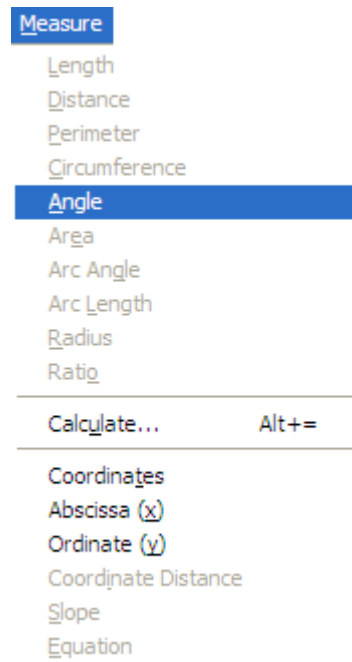 Measure
Length
Distance
Perimeter
Circumference
Angle
Area
Arc Angle
Arc Length
Radius
Ratio
Calculate... Alt+=
Coordinates
Abscissa (x)
Ordinate (y)
Coordinate Distance
Slope
Equation